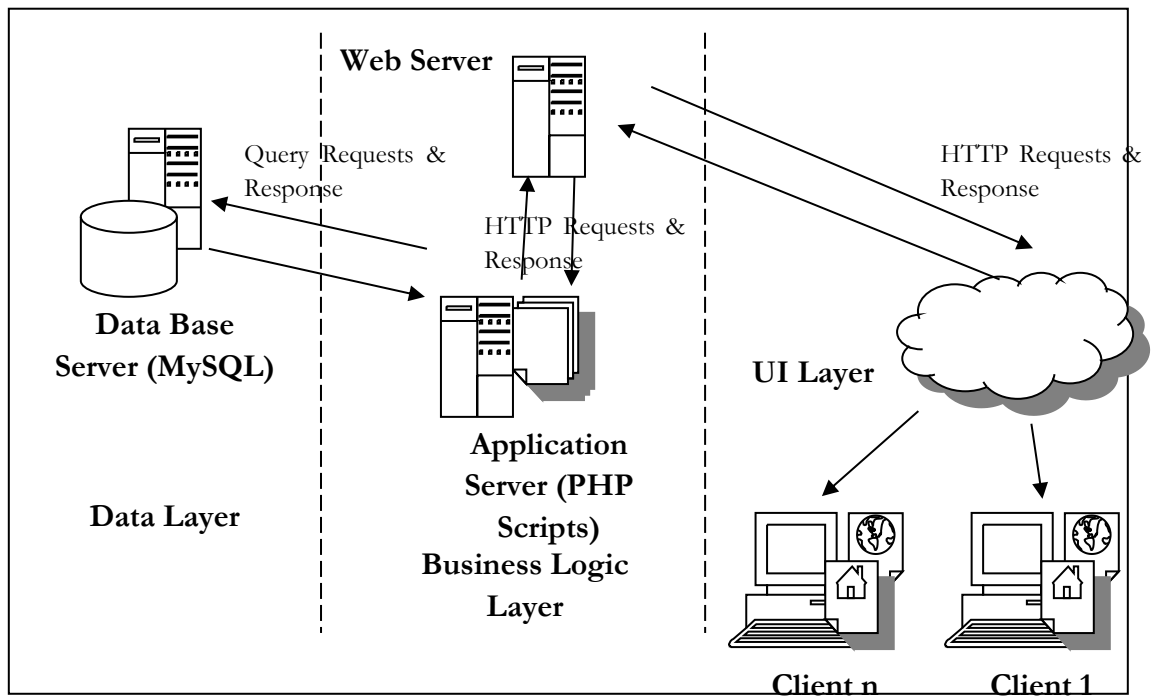 Web Server
Query Requests &
Response
HTTP Requests &
Response
HTTP Requests &
Response
Data Base
Server (MySQL)
UI Layer
Application
Server (PHP
Scripts)
Data Layer
Business Logic
Layer
Client n
Client 1